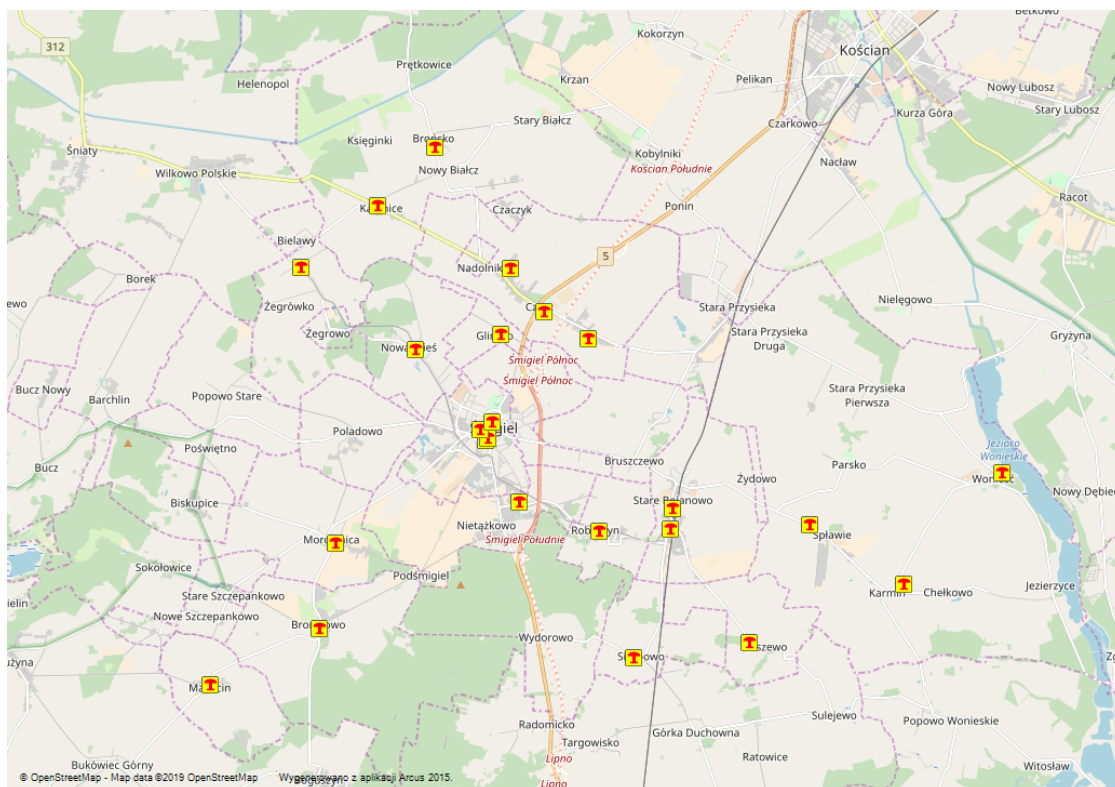 Betkowo
Kokorzyn
312
Kościan
Prętkowice
Krzan
Pelikan
Helenopol
Nowy Lubosz
Stary Lubosz
Kurza Góra
Stary Białcz
Czarkowo
Księginki
Brońsko
Śniaty
Kobylniki
Nacław
Wilkowo Polskie
Nowy Białcz
Kościan Południe
Racot
Czaczyk
Ponin
Bielawy
5
Nadolnik
Borek
Nielęgowo
Żegrówko
Stara Przysieka
Żegrowo
Stara Przysieka
Druga
Gryżyna
Śmigiel Północ
Śmigiel Północ
Bucz Nowy
Popowo Stare
Stara Przysieka
Pierwsza
Barchlin
Poladowo
Jezioro
Wonieskie
Poświętno
Bucz
Bruszczewo
Parsko
Żydowo
Nowy Dębiec
Biskupice
Nietążkowo
Śmigiel Południe
Spławie
Sokołowice
Podśmigiel
Stare Szczepankowo
Karmin
Chełkowo
Jezierzyce
Nowe Szczepankowo
Wydorowo
Sulejewo
Radomicko
Popowo Wonieskie
Górka Duchowna
Targowisko
Ratowice
Bukówiec Górny
Lipno
Witosław
© OpenStreetMap - Map data ©2019 OpenStreetMap Wygenerowano z aplikacji Arcus 2015.
Lipno